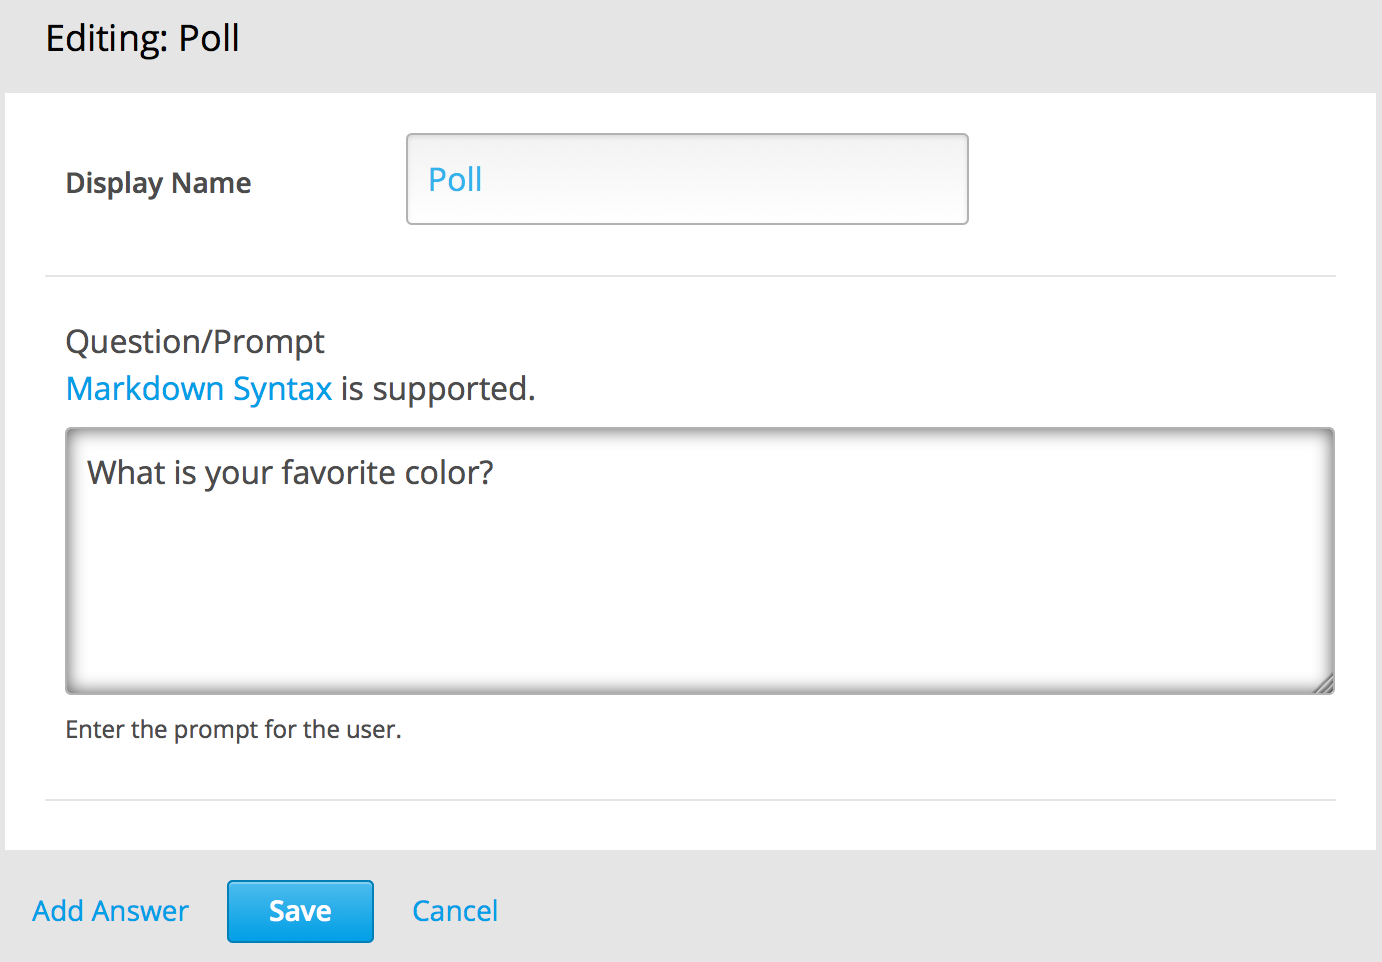 Editing: Poll
Display Name
Poll
Question/Prompt
Markdown Syntax is supported.
What is your favorite color?
Enter the prompt for the user.
Add Answer
Save
Cancel